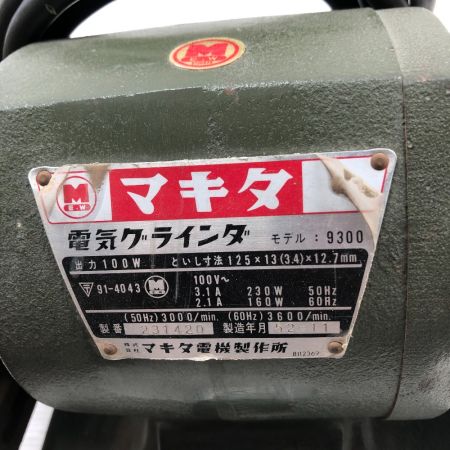 M
M
E.W
マキタ
電気グラインダ モデル:9300
出力100W といし寸法125×13(3.4)×12.7mm
〒91-4043 M 100V~
3.1A 230W 50Hz
2.1A 160W 60Hz
(50Hz)3000/min. (60Hz)3600/min.
製番 231420 製造年月 52-11
株式会社 マキタ電機製作所